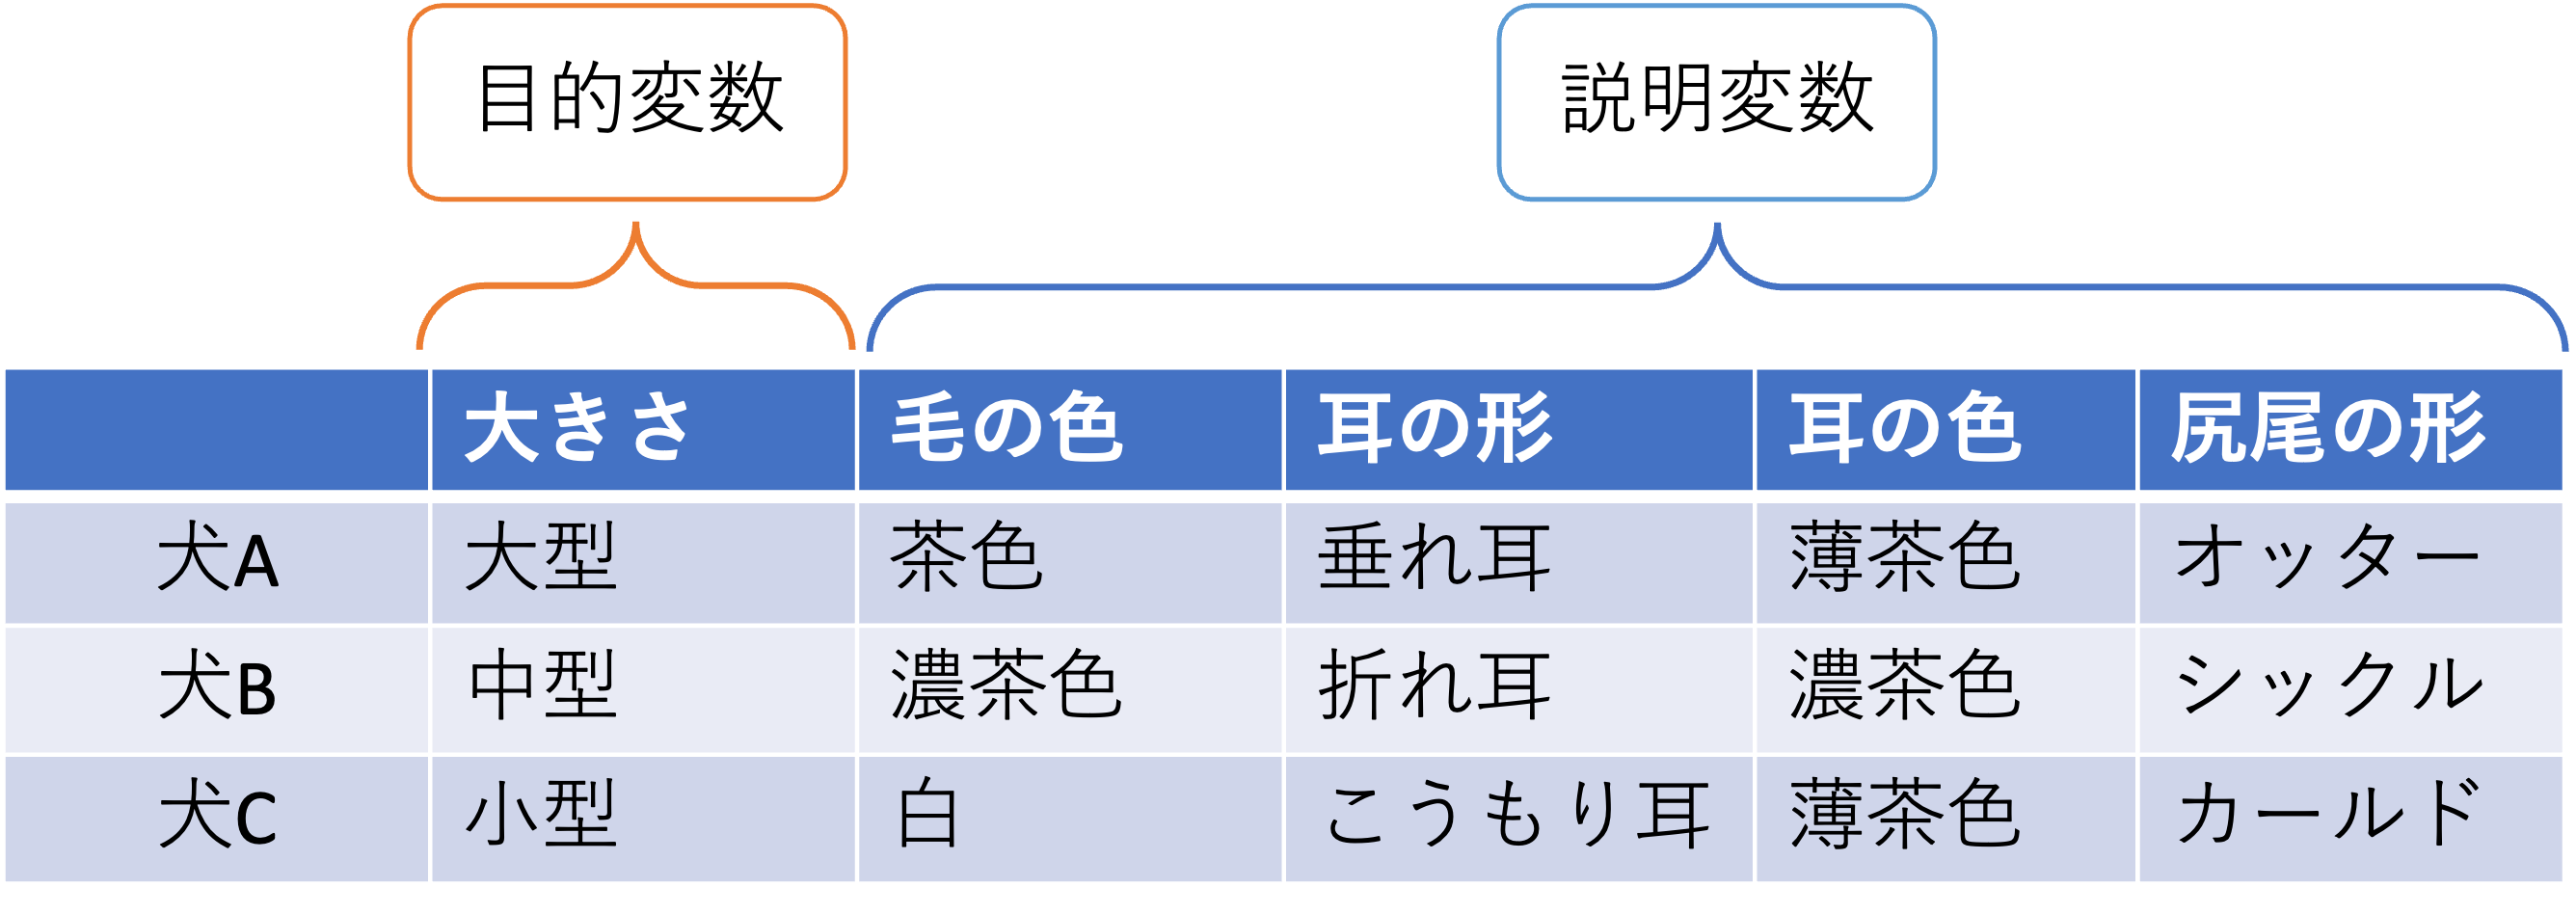 目的変数 説明変数
大きさ 毛の色 耳の形 耳の色 尻尾の形
犬A 大型 茶色 垂れ耳 薄茶色 オッター
犬B 中型 濃茶色 折れ耳 濃茶色 シックル
犬C 小型 白 こうもり耳 薄茶色 カールド